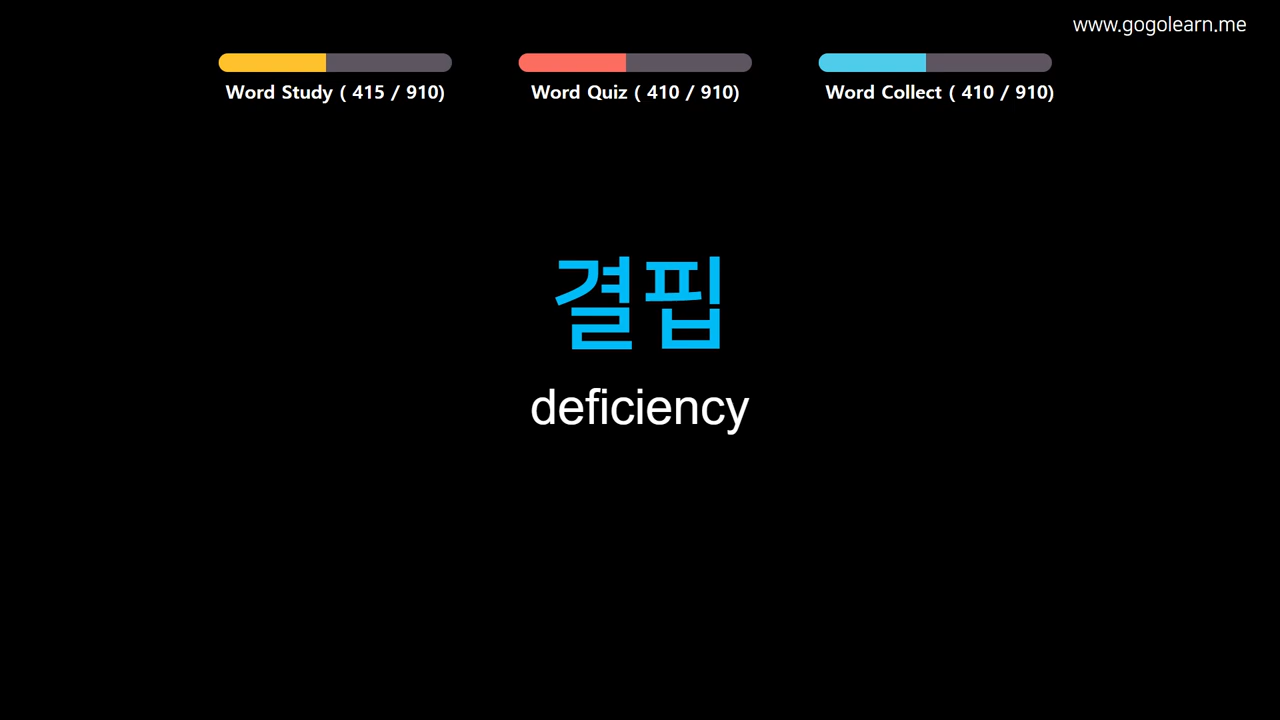 www.gogolearn.me
Word Study ( 415 / 910)
Word Quiz ( 410 / 910)
Word Collect ( 410 / 910)
결핍
deficiency